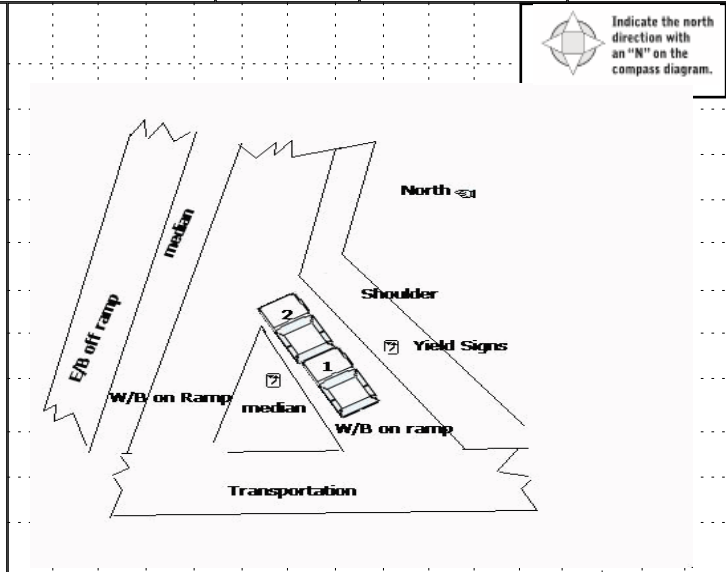 Indicate the north
direction with
an “N” on the
compass diagram.
North
median
Shoulder
E/B off ramp
2
Yield Signs
1
W/B on Ramp
median
W/B on ramp
Transportation